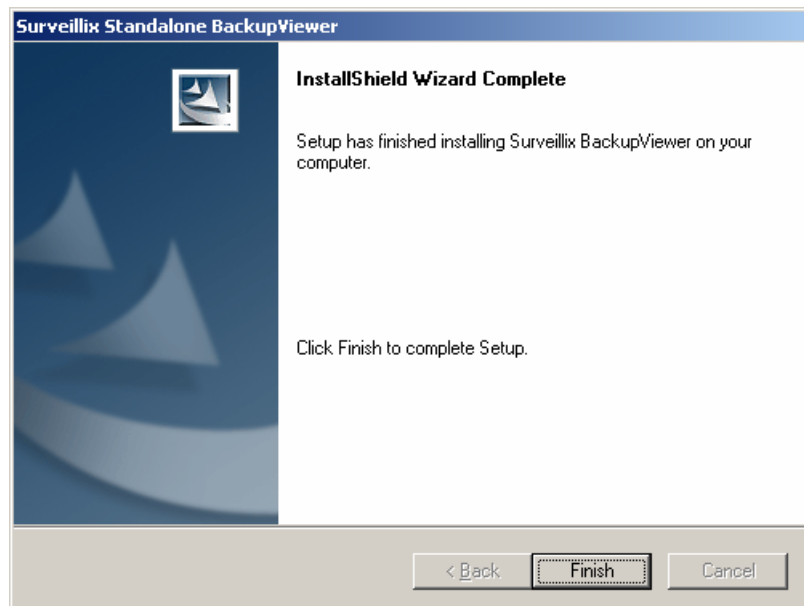 Surveillix Standalone BackupViewer
InstallShield Wizard Complete
Setup has finished installing Surveillix BackupViewer on your
computer.
Click Finish to complete Setup.
< Back
Finish
Cancel